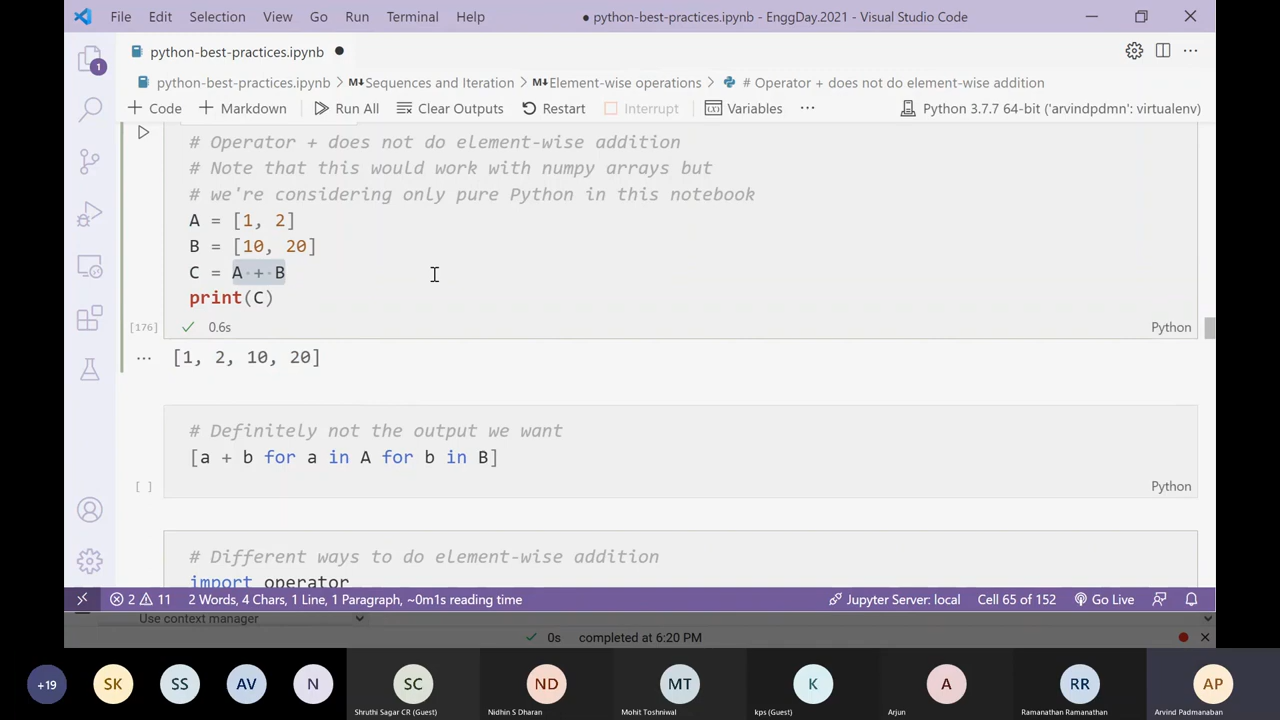 File Edit Selection View Go Run Terminal Help ● python-best-practices.ipynb - EnggDay.2021 - Visual Studio Code
python-best-practices.ipynb ●
python-best-practices.ipynb > M↓Sequences and Iteration > M↓Element-wise operations > # Operator + does not do element-wise addition
+ Code + Markdown Run All Clear Outputs Restart Interrupt Variables ··· Python 3.7.7 64-bit ('arvindpdmn': virtualenv)
1
# Operator + does not do element-wise addition
# Note that this would work with numpy arrays but
# we're considering only pure Python in this notebook
A = [1, 2]
B = [10, 20]
C = A + B
print(C)
[176] 0.6s Python
··· [1, 2, 10, 20]
# Definitely not the output we want
[a + b for a in A for b in B]
[ ] Python
# Different ways to do element-wise addition
import operator
2 11 2 Words, 4 Chars, 1 Line, 1 Paragraph, ~0m1s reading time Jupyter Server: local Cell 65 of 152 Go Live
Use context manager
0s completed at 6:20 PM
+19 SK SS AV N SC ND MT K A RR AP
Shruthi Sagar CR (Guest) Nidhin S Dharan Mohit Toshniwal kps (Guest) Arjun Ramanathan Ramanathan Arvind Padmanaban